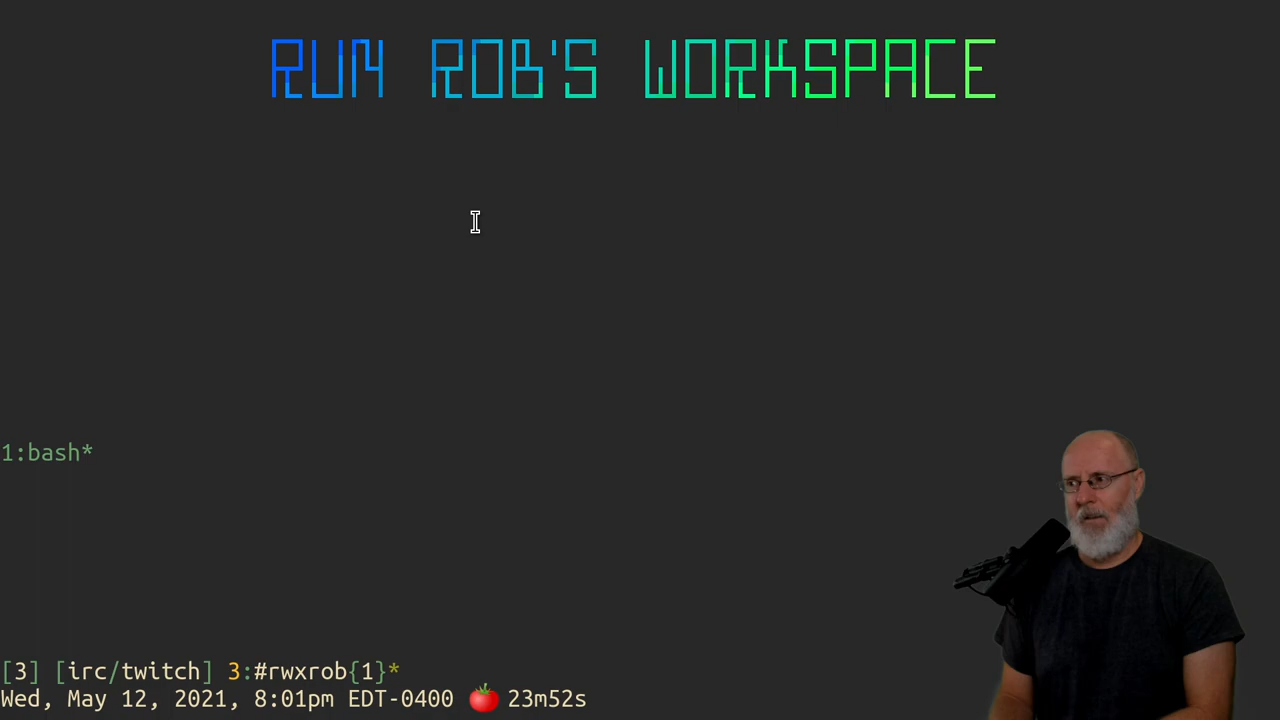 RUN ROB'S WORKSPACE
1:bash*
[3] [irc/twitch] 3:#rwxrob{1}*
Wed, May 12, 2021, 8:01pm EDT-0400 🍅 23m52s